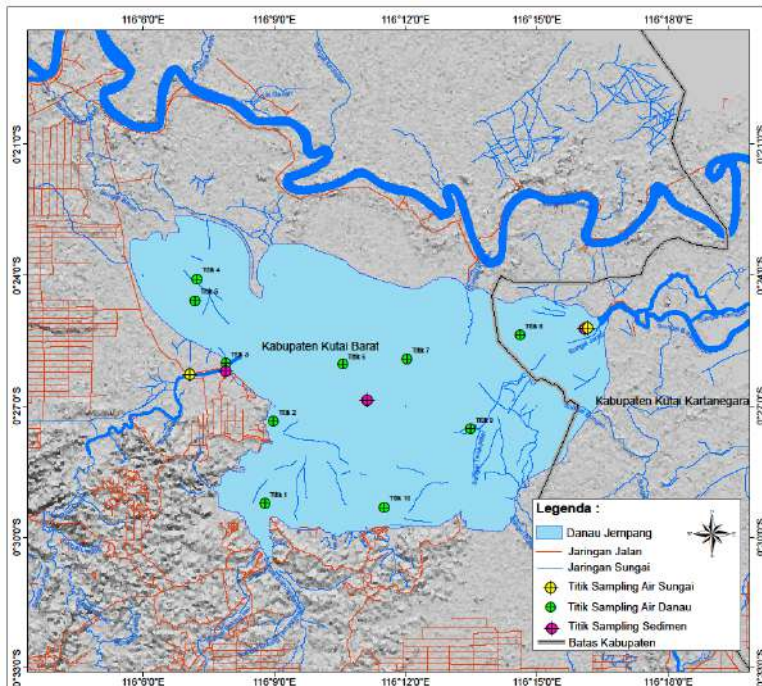 116°6'0"E 116°9'0"E 116°12'0"E 116°15'0"E 116°18'0"E
0°21'0"S 0°21'0"S
0°24'0"S 0°24'0"S
Titik 4
Titik 5
Titik 8
Kabupaten Kutai Barat
Titik 3
Titik 7
Kabupaten Kutai Kartanegara
0°27'0"S 0°27'0"S
Titik 2
Titik 1
Titik 10
0°30'0"S 0°30'0"S
Legenda :
Danau Jempang
Jaringan Jalan
Jaringan Sungai
Titik Sampling Air Sungai
Titik Sampling Air Danau
Titik Sampling Sedimen
Batas Kabupaten
0°33'0"S 0°33'0"S
116°6'0"E 116°9'0"E 116°12'0"E 116°15'0"E 116°18'0"E